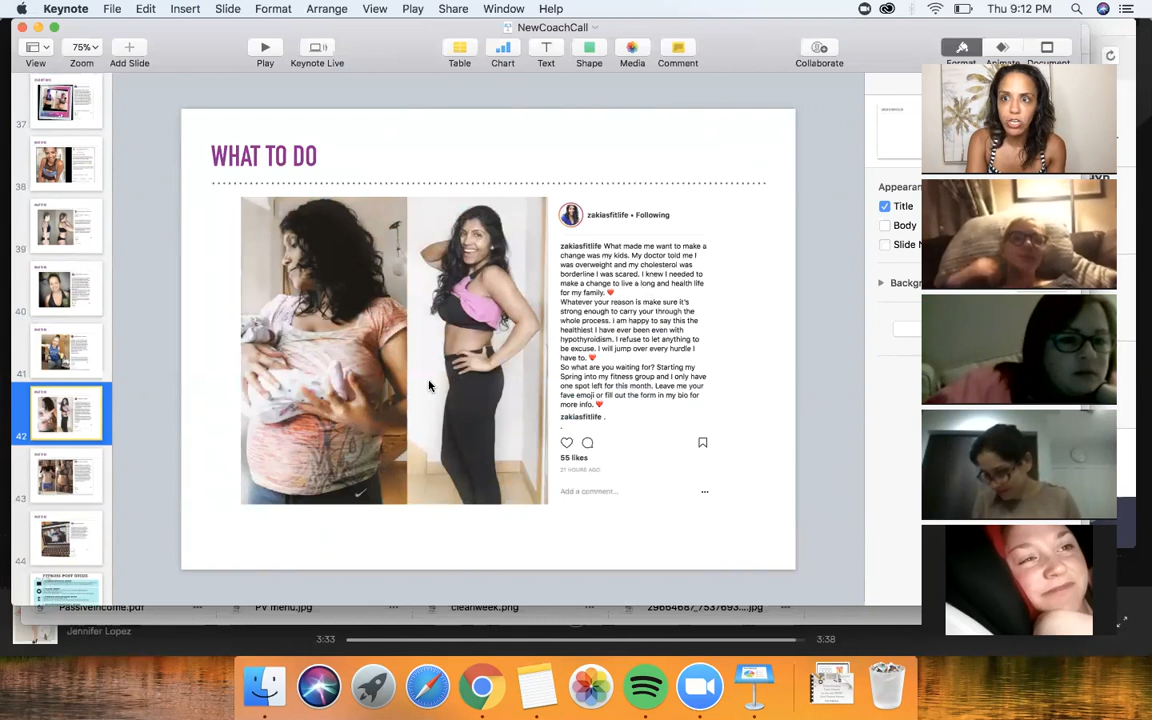 Keynote File Edit Insert Slide Format Arrange View Play Share Window Help Thu 9:12 PM
NewCoachCall
75%
View Zoom Add Slide Play Keynote Live Table Chart Text Shape Media Comment Collaborate Format Animate Document
37
38
39
40
41
42
43
44
WHAT TO DO
zakiasfitlife • Following
zakiasfitlife What made me want to make a
change was my kids. My doctor told me I
was overweight and my cholesterol was
borderline I was scared. I knew I needed to
make a change to live a long and health life
for my family. ❤️
Whatever your reason is make sure it's
strong enough to carry your through the
whole process. I am happy to say this the
healthiest I have ever been even with
hypothyroidism. I refuse to let anything to
be excuse. I will jump over every hurdle I
have to. ❤️
So what are you waiting for? Starting my
Spring into my fitness group and I only have
one spot left for this month. Leave me your
fave emoji or fill out the form in my bio for
more info. ❤️
zakiasfitlife .
.
55 likes
21 HOURS AGO
Add a comment...
Appearance
Title
Body
Slide
Backgr
PassiveIncome.pdf PV menu.jpg cleanweek.png 29664687_7537693....jpg
Jennifer Lopez
3:33 3:38